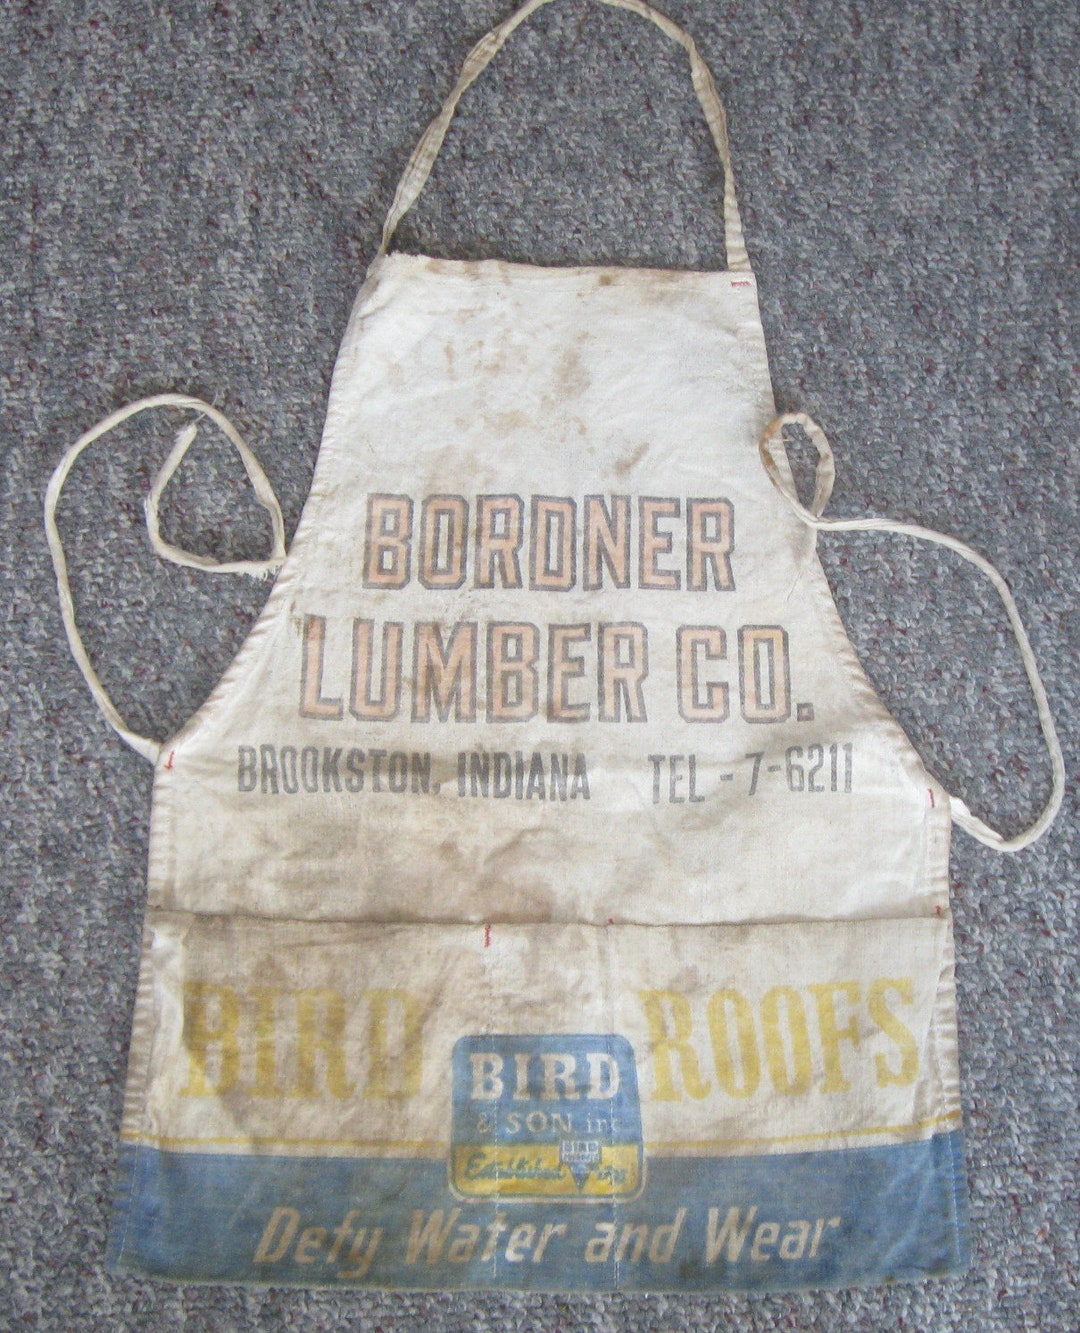 BORDNER
LUMBER CO.
BROOKSTON, INDIANA TEL - 7-6211
BIRD ROOFS
BIRD
& SON inc
Established
Defy Water and Wear